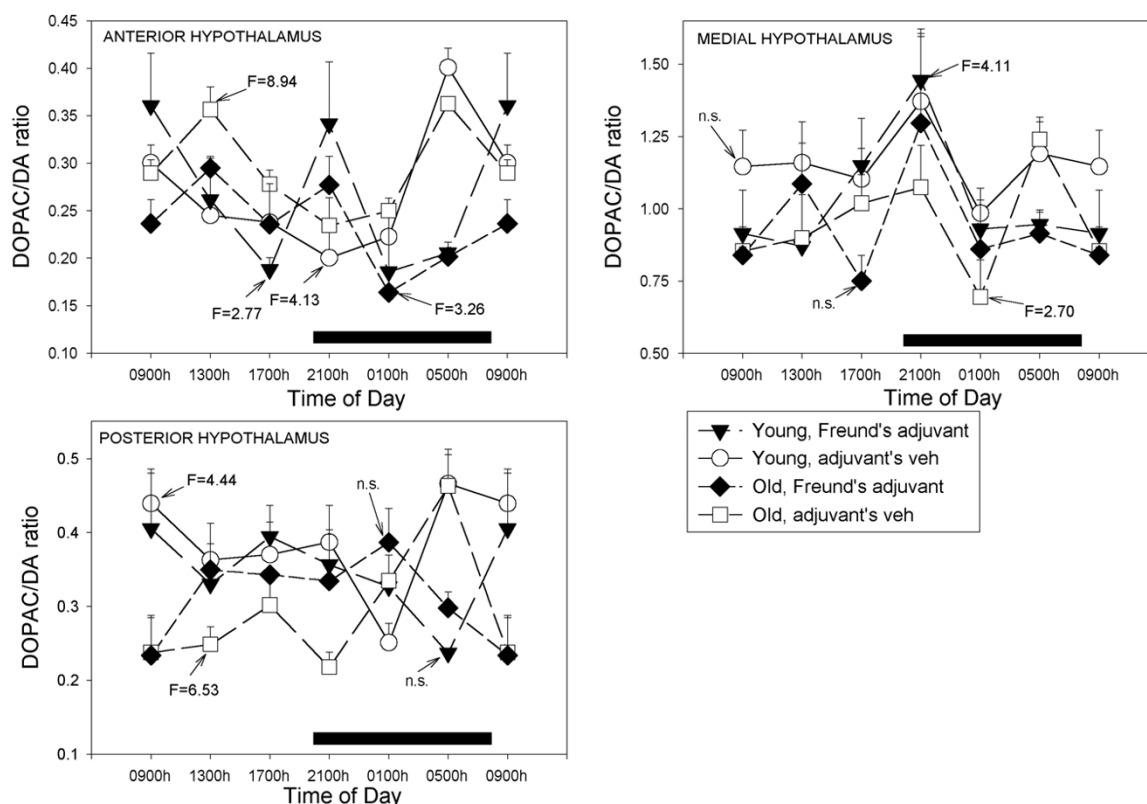 ANTERIOR HYPOTHALAMUS
DOPAC/DA ratio
0.45
0.40
0.35
0.30
0.25
0.20
0.15
0.10
F=8.94
F=2.77
F=4.13
F=3.26
0900h 1300h 1700h 2100h 0100h 0500h 0900h
Time of Day
MEDIAL HYPOTHALAMUS
DOPAC/DA ratio
1.50
1.25
1.00
0.75
0.50
F=4.11
n.s.
n.s.
F=2.70
0900h 1300h 1700h 2100h 0100h 0500h 0900h
Time of Day
POSTERIOR HYPOTHALAMUS
DOPAC/DA ratio
0.5
0.4
0.3
0.2
0.1
F=4.44
n.s.
F=6.53
n.s.
0900h 1300h 1700h 2100h 0100h 0500h 0900h
Time of Day
Young, Freund's adjuvant
Young, adjuvant's veh
Old, Freund's adjuvant
Old, adjuvant's veh